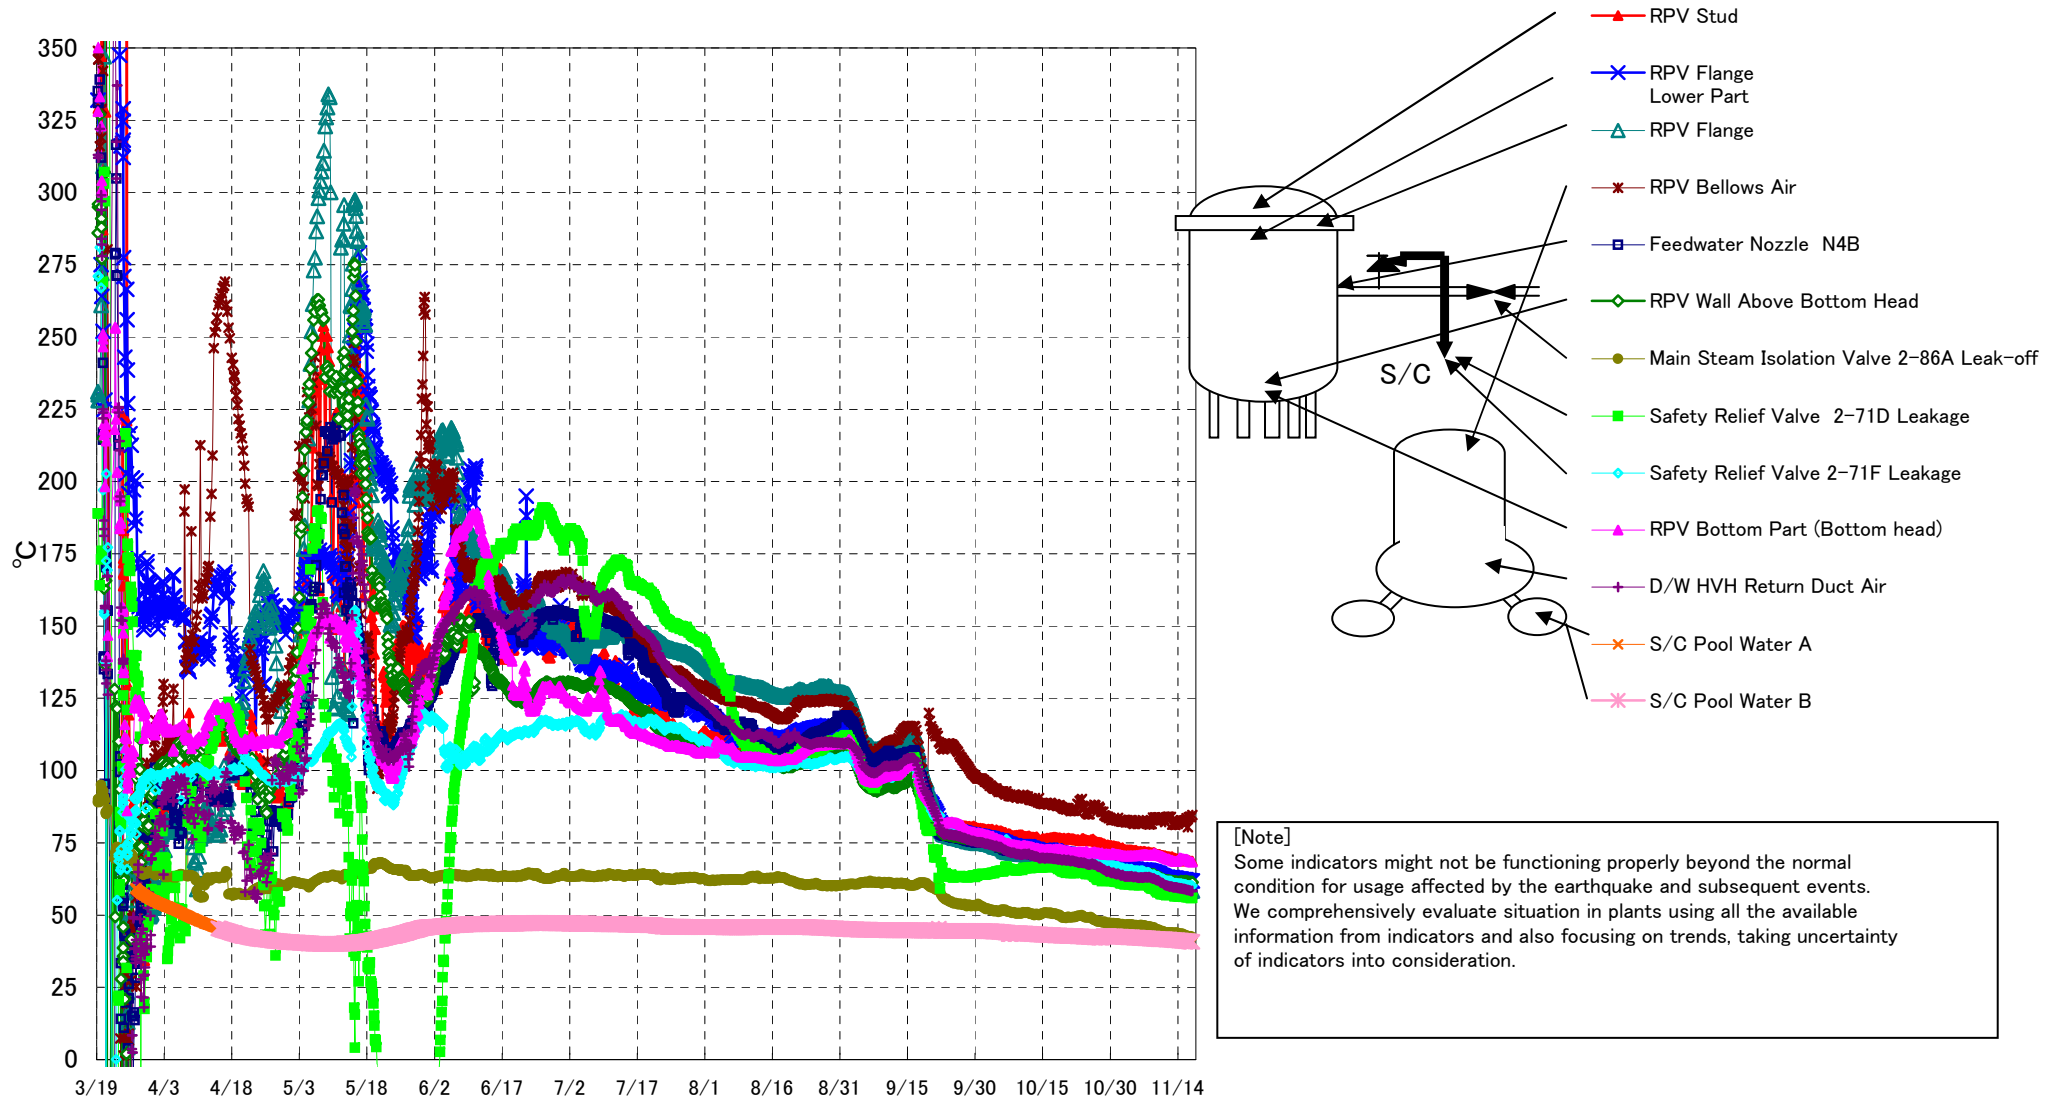 350
325
300
275
250
225
200
175
150
125
100
75
50
25
0
℃
3/19 4/3 4/18 5/3 5/18 6/2 6/17 7/2 7/17 8/1 8/16 8/31 9/15 9/30 10/15 10/30 11/14
RPV Stud
RPV Flange
Lower Part
RPV Flange
RPV Bellows Air
Feedwater Nozzle N4B
RPV Wall Above Bottom Head
Main Steam Isolation Valve 2-86A Leak-off
Safety Relief Valve 2-71D Leakage
Safety Relief Valve 2-71F Leakage
RPV Bottom Part (Bottom head)
D/W HVH Return Duct Air
S/C Pool Water A
S/C Pool Water B
S/C
[Note]
Some indicators might not be functioning properly beyond the normal
condition for usage affected by the earthquake and subsequent events.
We comprehensively evaluate situation in plants using all the available
information from indicators and also focusing on trends, taking uncertainty
of indicators into consideration.